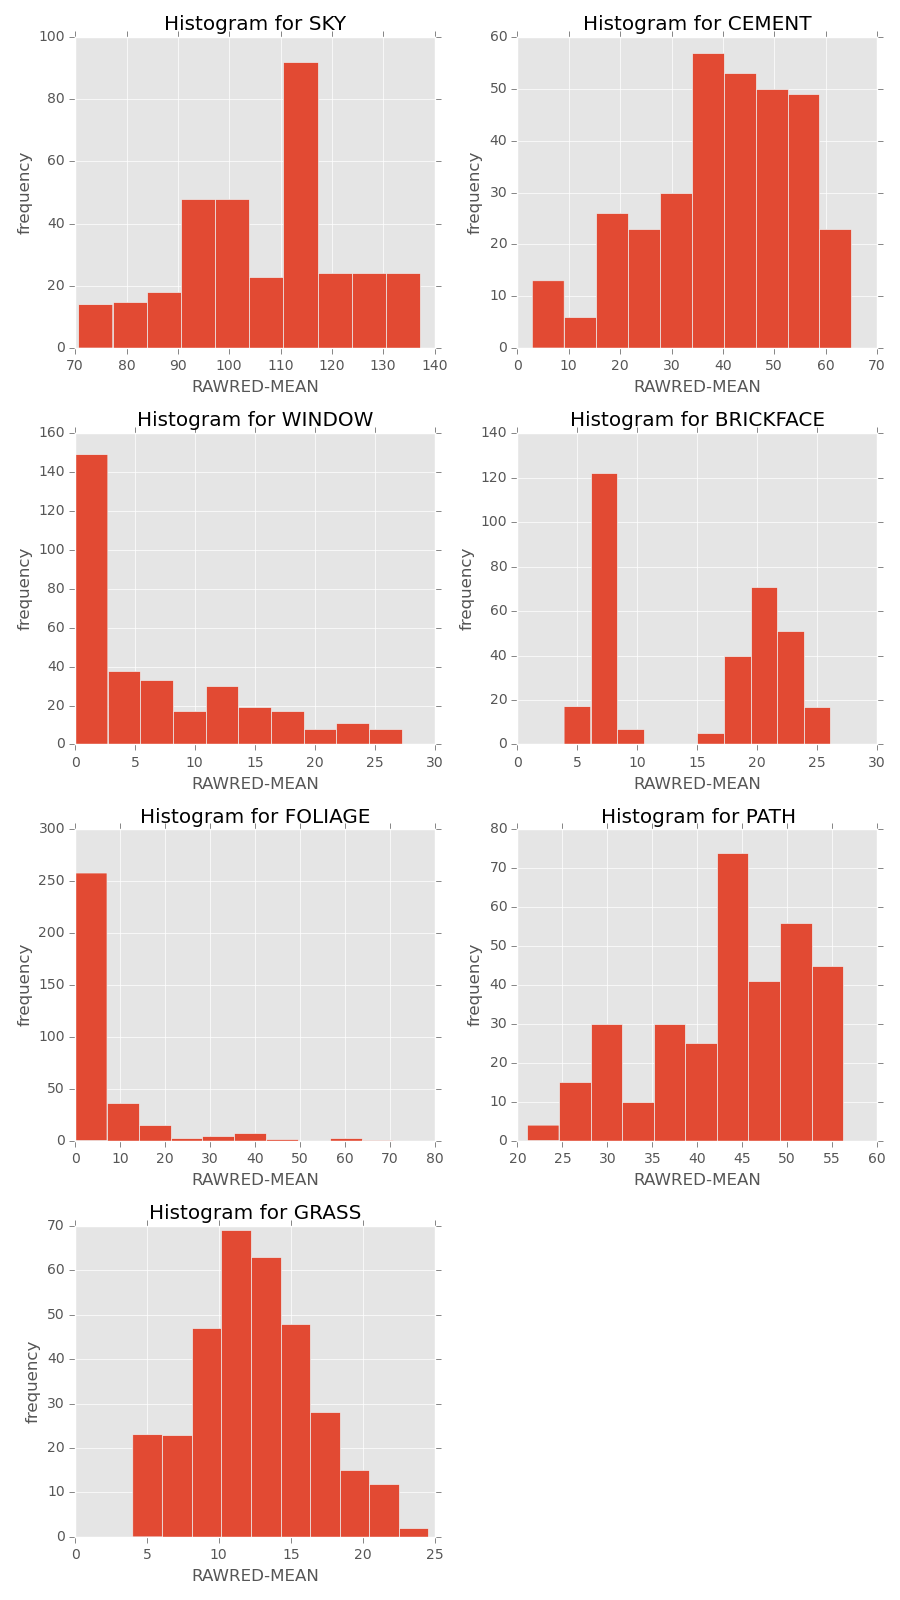 Histogram for SKY
100
80
60
40
20
0
frequency
70 80 90 100 110 120 130 140
RAWRED-MEAN
Histogram for CEMENT
60
50
40
30
20
10
0
frequency
0 10 20 30 40 50 60 70
RAWRED-MEAN
Histogram for WINDOW
160
140
120
100
80
60
40
20
0
frequency
0 5 10 15 20 25 30
RAWRED-MEAN
Histogram for BRICKFACE
140
120
100
80
60
40
20
0
frequency
0 5 10 15 20 25 30
RAWRED-MEAN
Histogram for FOLIAGE
300
250
200
150
100
50
0
frequency
0 10 20 30 40 50 60 70 80
RAWRED-MEAN
Histogram for PATH
80
70
60
50
40
30
20
10
0
frequency
20 25 30 35 40 45 50 55 60
RAWRED-MEAN
Histogram for GRASS
70
60
50
40
30
20
10
0
frequency
0 5 10 15 20 25
RAWRED-MEAN